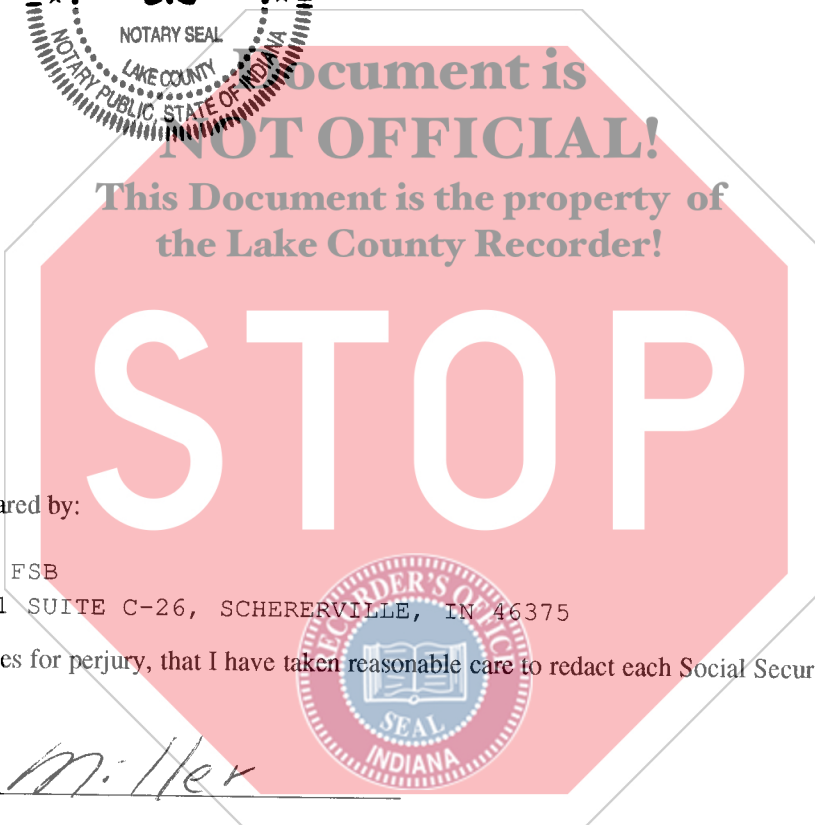 NOTARY SEAL
LAKE COUNTY
NOTARY PUBLIC, STATE OF INDIANA
Document is
NOT OFFICIAL!
This Document is the property of
the Lake County Recorder!
STOP
ared by:
FSB
1 SUITE C-26, SCHERERVILLE, IN 46375
es for perjury, that I have taken reasonable care to redact each Social Secur
RECORDER'S OFFICE
SEAL
INDIANA
Miller